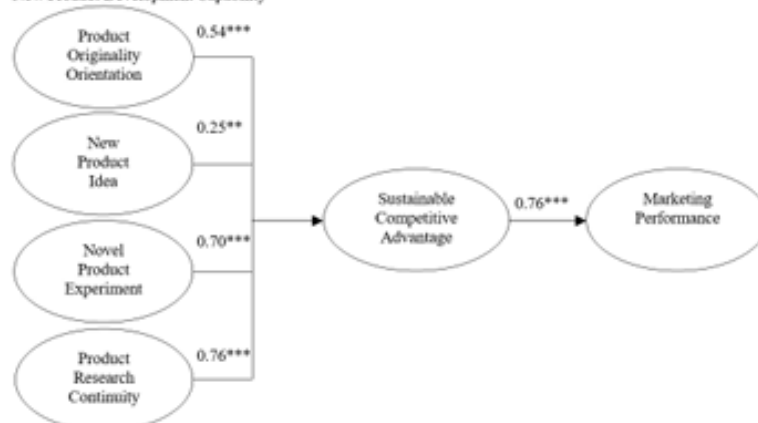 Product
Originality
Orientation
0.54***
New
Product
Idea
0.25**
Novel
Product
Experiment
0.70***
Product
Research
Continuity
0.76***
Sustainable
Competitive
Advantage
0.76***
Marketing
Performance